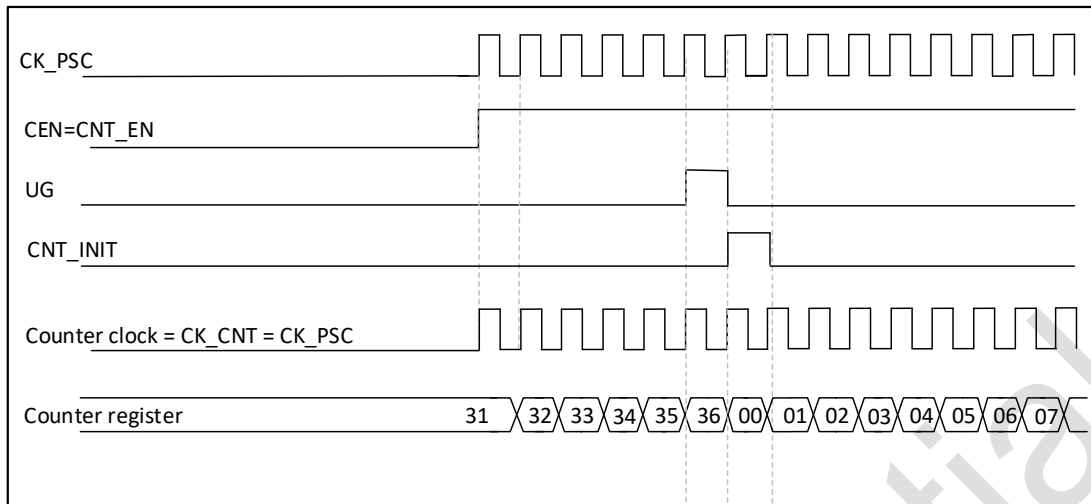 CK_PSC
CEN=CNT_EN
UG
CNT_INIT
Counter clock = CK_CNT = CK_PSC
Counter register 31 32 33 34 35 36 00 01 02 03 04 05 06 07
tial